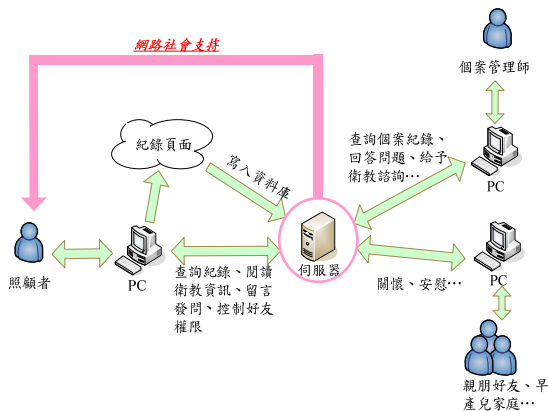 網路社會支持
個案管理師
紀錄頁面
寫入資料庫
查詢個案紀錄、
回答問題、給予
衛教諮詢…
PC
照顧者
PC
伺服器
PC
查詢紀錄、閱讀
衛教資訊、留言
發問、控制好友
權限
關懷、安慰…
親朋好友、早
產兒家庭…